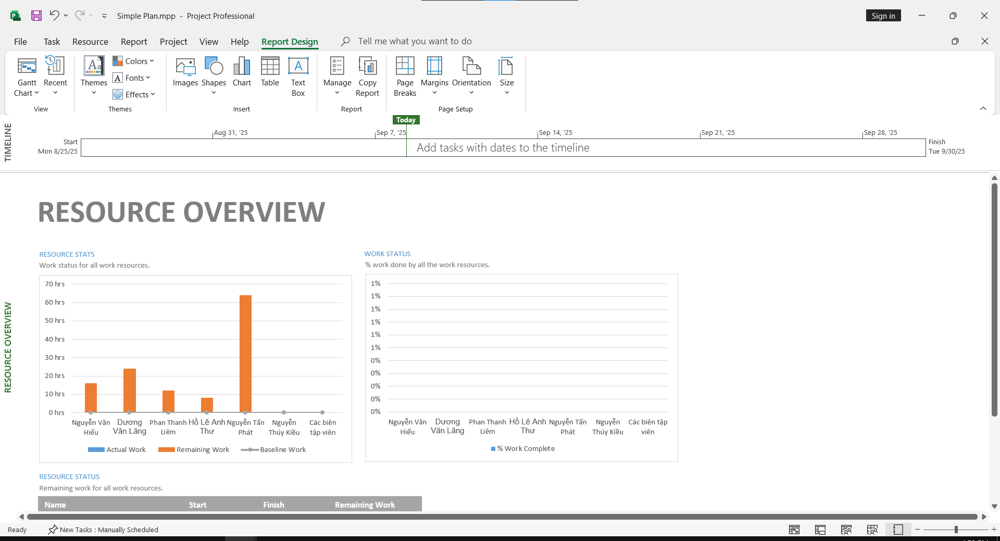 Simple Plan.mpp - Project Professional
Sign in
File Task Resource Report Project View Help Report Design Tell me what you want to do
Gantt Chart
Recent
View
Themes
Colors
Fonts
Effects
Themes
Images
Shapes
Chart
Table
Text Box
Insert
Manage
Copy Report
Report
Page Breaks
Margins
Orientation
Size
Page Setup
TIMELINE
Today
Aug 31, '25 Sep 7, '25 Sep 14, '25 Sep 21, '25 Sep 28, '25
Start
Mon 8/25/25
Add tasks with dates to the timeline
Finish
Tue 9/30/25
RESOURCE OVERVIEW
RESOURCE OVERVIEW
RESOURCE STATS
Work status for all work resources.
70 hrs
60 hrs
50 hrs
40 hrs
30 hrs
20 hrs
10 hrs
0 hrs
Nguyễn Văn Hiếu
Dương Văn Lăng
Phan Thanh Liêm
Hồ Lê Anh Thư
Nguyễn Tấn Phát
Nguyễn Thúy Kiều
Các biên tập viên
Actual Work Remaining Work Baseline Work
WORK STATUS
% work done by all the work resources.
1%
1%
1%
1%
1%
1%
0%
0%
0%
0%
0%
Nguyễn Văn Hiếu
Dương Văn Lăng
Phan Thanh Liêm
Hồ Lê Anh Thư
Nguyễn Tấn Phát
Nguyễn Thúy Kiều
Các biên tập viên
% Work Complete
RESOURCE STATUS
Remaining work for all work resources.
Name Start Finish Remaining Work
Ready New Tasks : Manually Scheduled